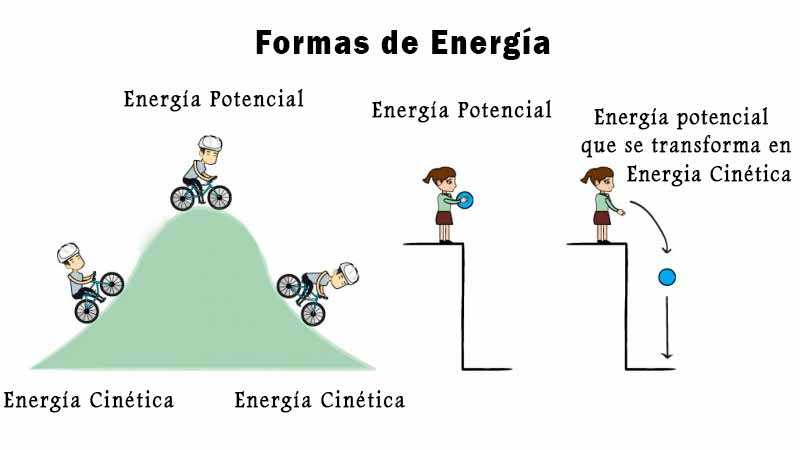 Formas de Energía
Energía Potencial
Energía Cinética
Energía Cinética
Energía Potencial
Energía potencial
que se transforma en
Energia Cinética